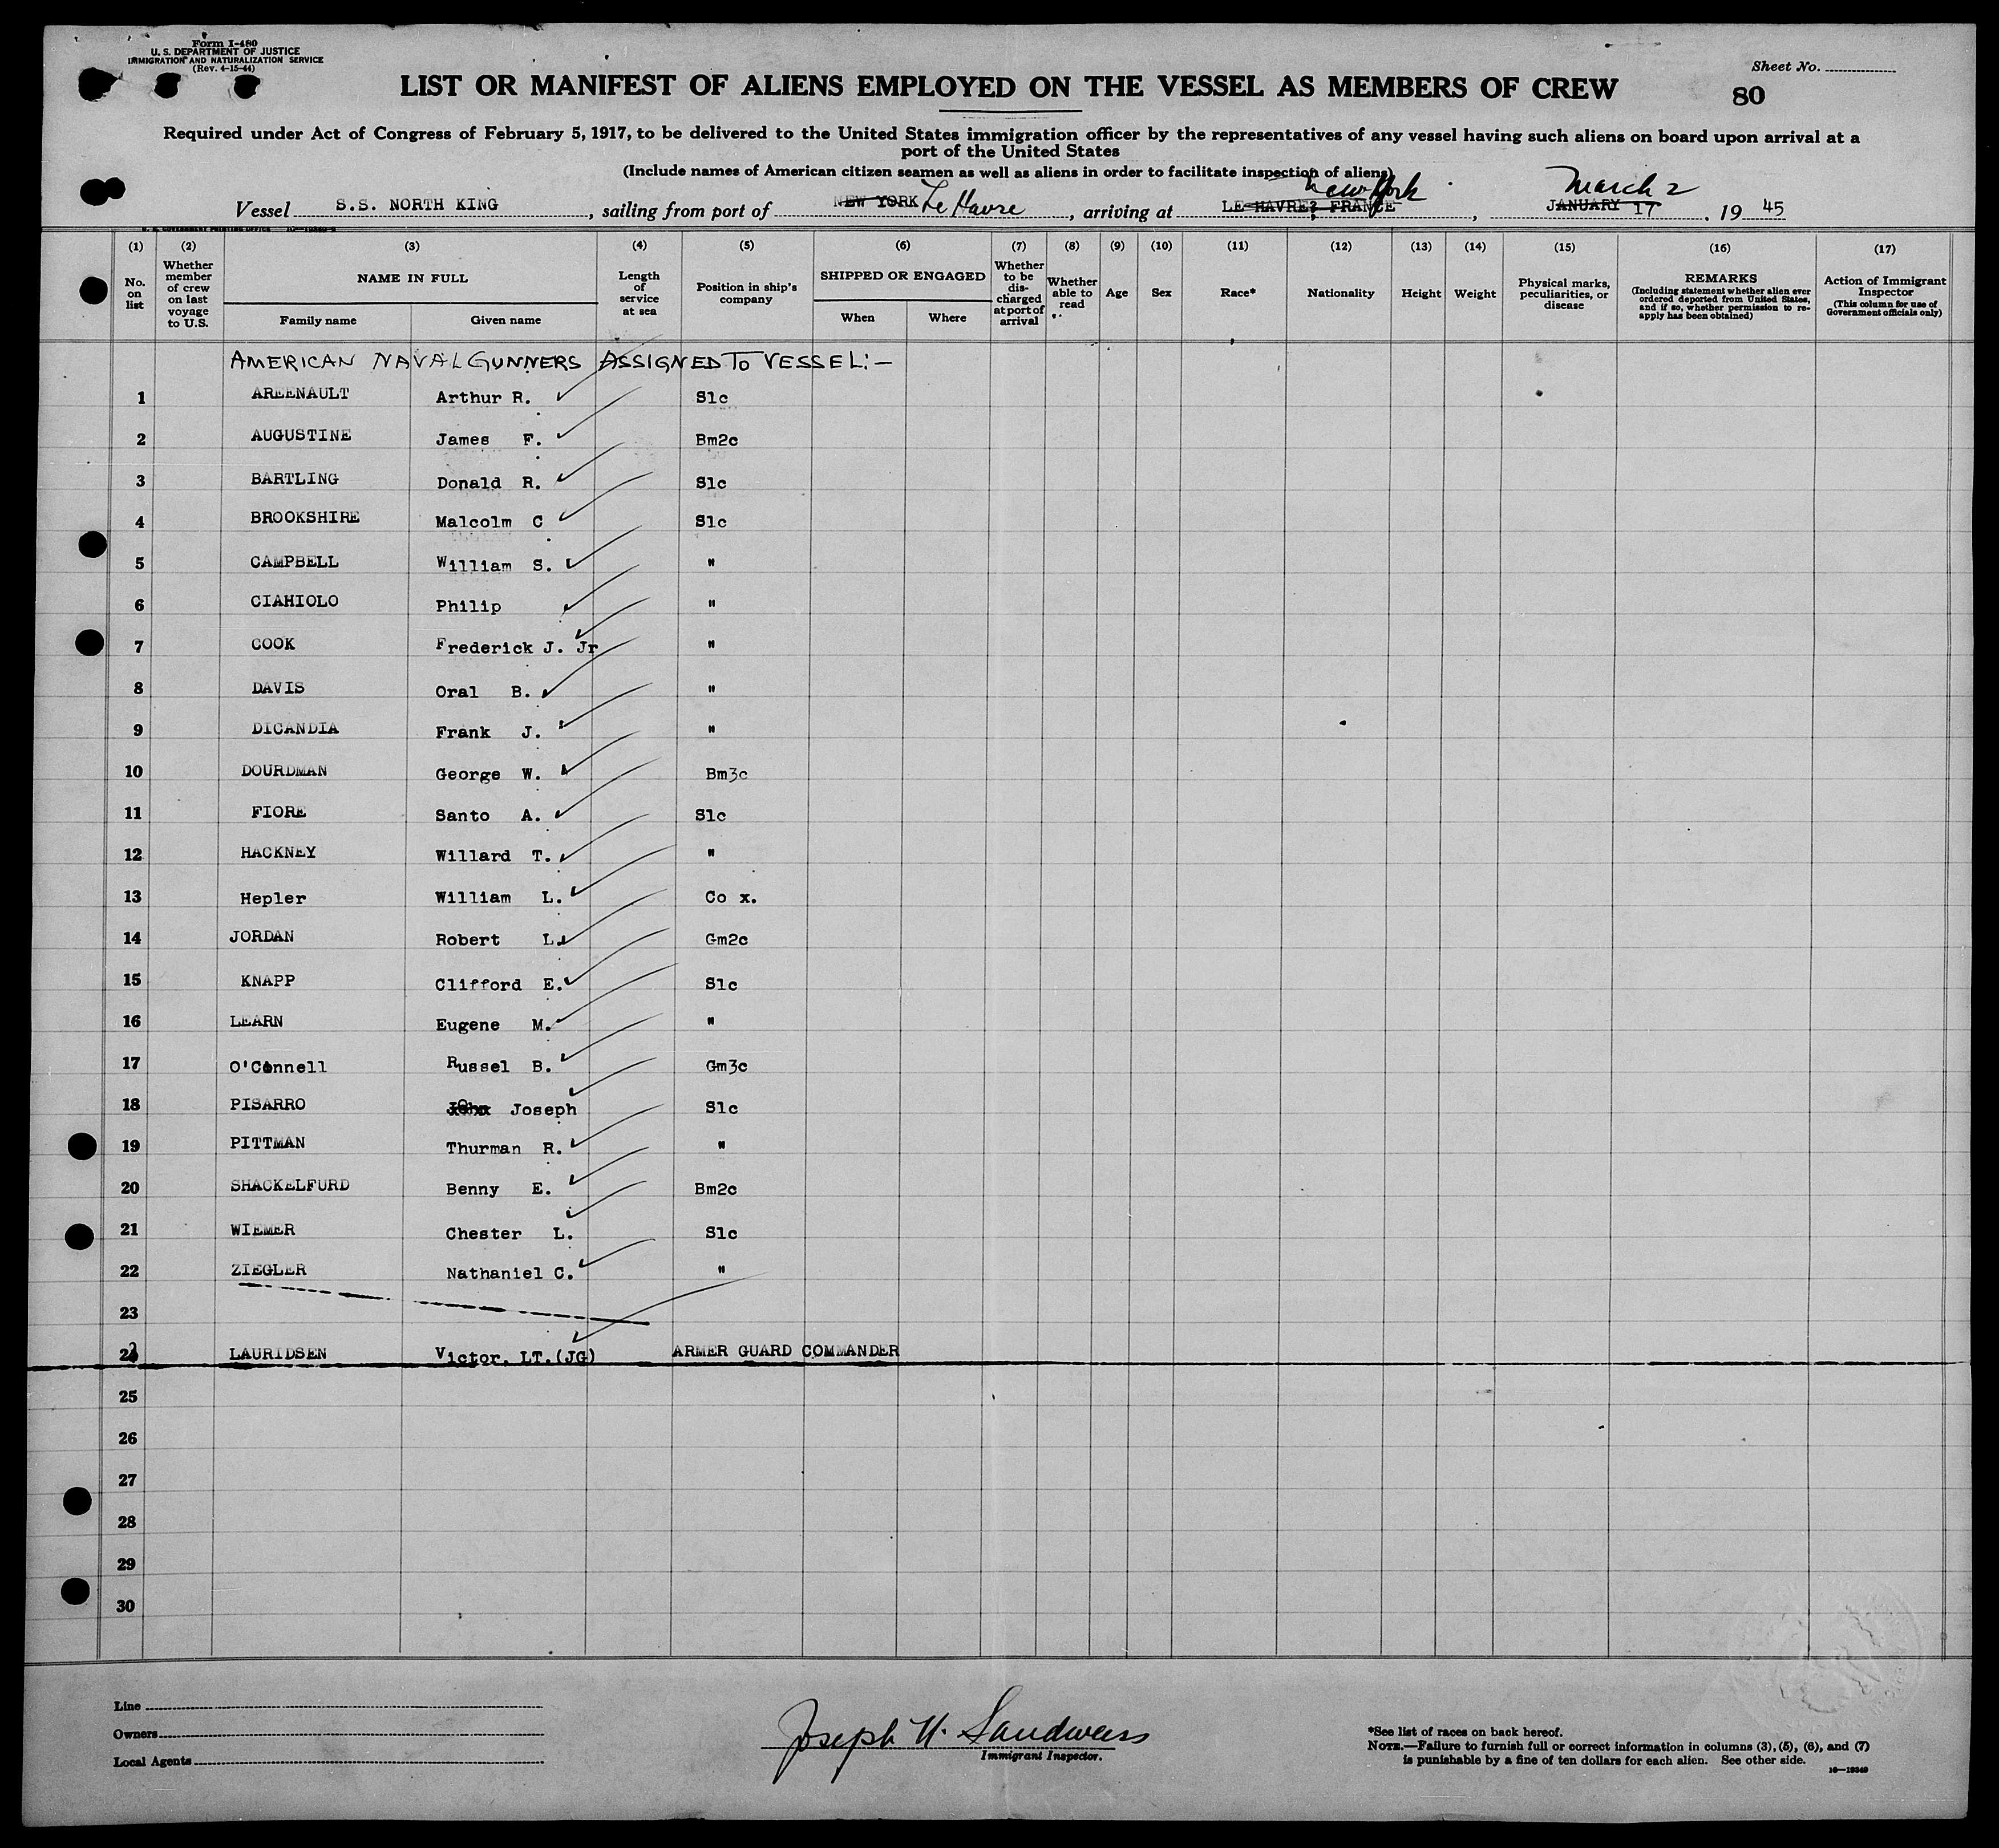 Form I-480
U. S. DEPARTMENT OF JUSTICE
IMMIGRATION AND NATURALIZATION SERVICE
(Rev. 4-15-44)
Sheet No.
LIST OR MANIFEST OF ALIENS EMPLOYED ON THE VESSEL AS MEMBERS OF CREW
80
Required under Act of Congress of February 5, 1917, to be delivered to the United States immigration officer by the representatives of any vessel having such aliens on board upon arrival at a
port of the United States
(Include names of American citizen seamen as well as aliens in order to facilitate inspection of aliens)
New York March 2
Vessel S.S. NORTH KING, sailing from port of NEW YORK Le Havre, arriving at LE HAVRE? FRANCE, JANUARY 17, 19 45
(1) (2) (3) (4) (5) (6) (7) (8) (9) (10) (11) (12) (13) (14) (15) (16) (17)
No. on list
Whether member of crew on last voyage to U.S.
NAME IN FULL
Family name Given name
Length of service at sea
Position in ship's company
SHIPPED OR ENGAGED
When Where
Whether to be discharged at port of arrival
Whether able to read
Age
Sex
Race*
Nationality
Height
Weight
Physical marks, peculiarities, or disease
REMARKS
(Including statement whether alien ever ordered deported from United States, and if so, whether permission to reapply has been obtained)
Action of Immigrant Inspector
(This column for use of Government officials only)
AMERICAN NAVAL GUNNERS ASSIGNED TO VESSEL:-
1 AREENAULT Arthur R. S1c
2 AUGUSTINE James F. Bm2c
3 BARTLING Donald R. S1c
4 BROOKSHIRE Malcolm C S1c
5 CAMPBELL William S. "
6 CIAHIOLO Philip "
7 COOK Frederick J. Jr "
8 DAVIS Oral B. "
9 DICANDIA Frank J. "
10 DOURDMAN George W. Bm3c
11 FIORE Santo A. S1c
12 HACKNEY Willard T. "
13 Hepler William L. Co x.
14 JORDAN Robert L. Gm2c
15 KNAPP Clifford E. S1c
16 LEARN Eugene M. "
17 O'Connell Russel B. Gm3c
18 PISARRO John Joseph S1c
19 PITTMAN Thurman R. "
20 SHACKELFURD Benny E. Bm2c
21 WIEMER Chester L. S1c
22 ZIEGLER Nathaniel C. "
23
23 LAURIDSEN Victor, LT.(JG) ARMER GUARD COMMANDER
25
26
27
28
29
30
Line
Owners
Local Agents
Joseph N. Sandweiss
Immigrant Inspector.
*See list of races on back hereof.
NOTE.—Failure to furnish full or correct information in columns (3), (5), (6), and (7)
is punishable by a fine of ten dollars for each alien. See other side.